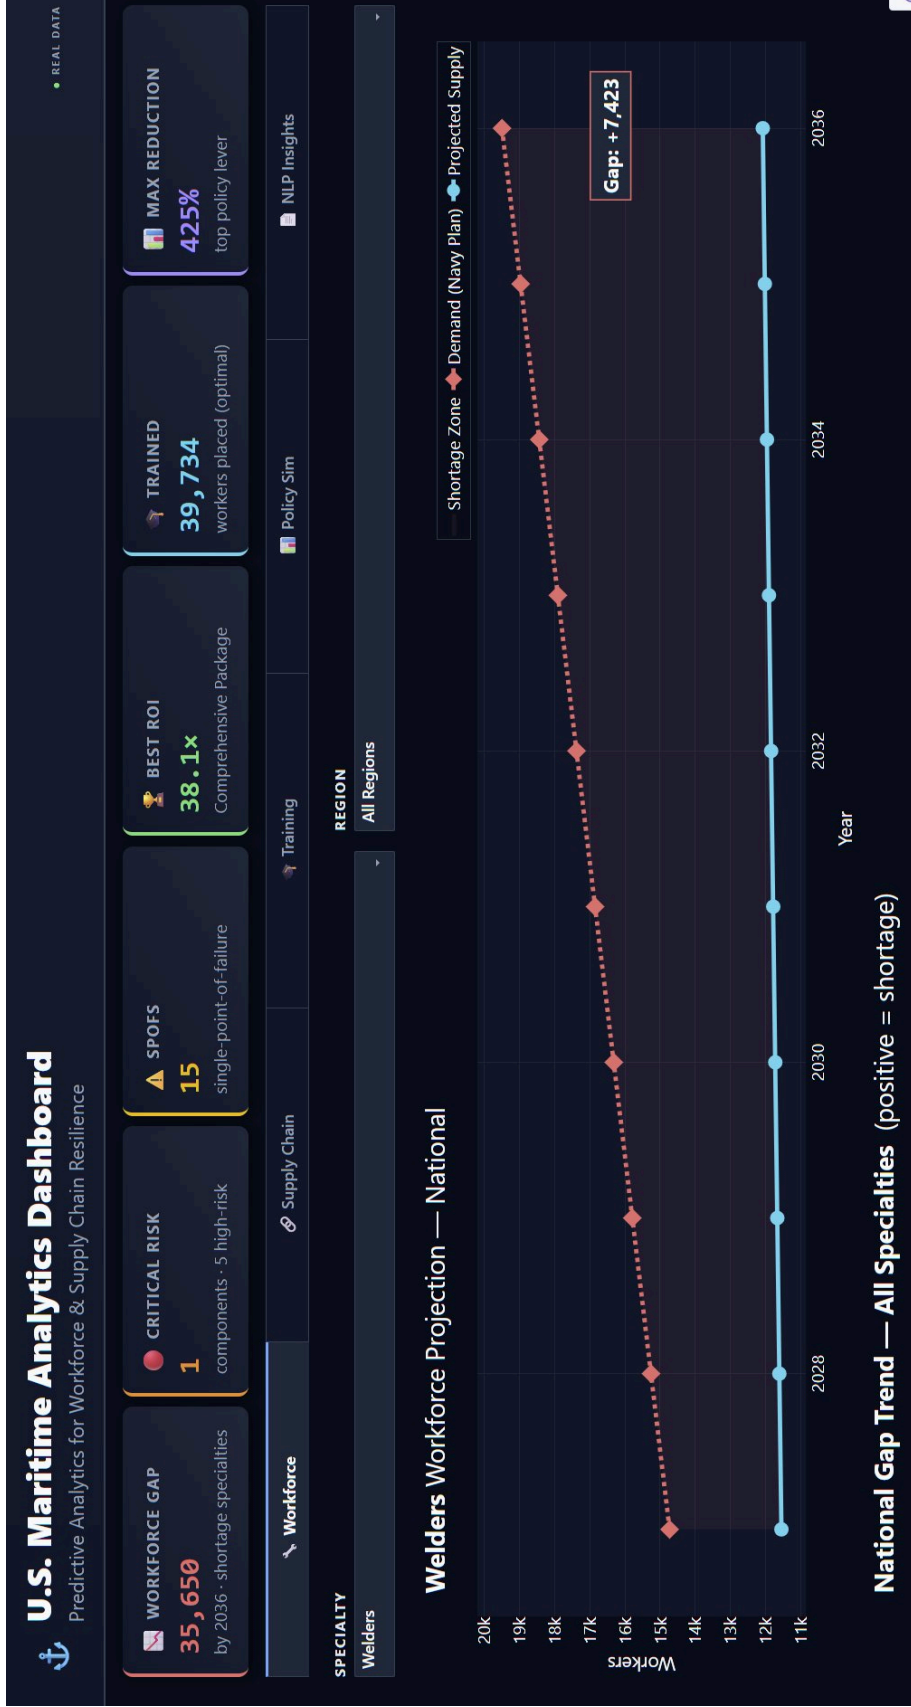 U.S. Maritime Analytics Dashboard
Predictive Analytics for Workforce & Supply Chain Resilience
REAL DATA
WORKFORCE GAP
35,650
by 2036 · shortage specialties
CRITICAL RISK
1
components · 5 high-risk
SPOFS
15
single-point-of-failure
BEST ROI
38.1×
Comprehensive Package
TRAINED
39,734
workers placed (optimal)
MAX REDUCTION
425%
top policy lever
Workforce
Supply Chain
Training
Policy Sim
NLP Insights
SPECIALTY
Welders
REGION
All Regions
Welders Workforce Projection — National
Shortage Zone
Demand (Navy Plan)
Projected Supply
20k
19k
18k
17k
16k
15k
14k
13k
12k
11k
Workers
Gap: +7,423
2028
2030
2032
2034
2036
Year
National Gap Trend — All Specialties (positive = shortage)